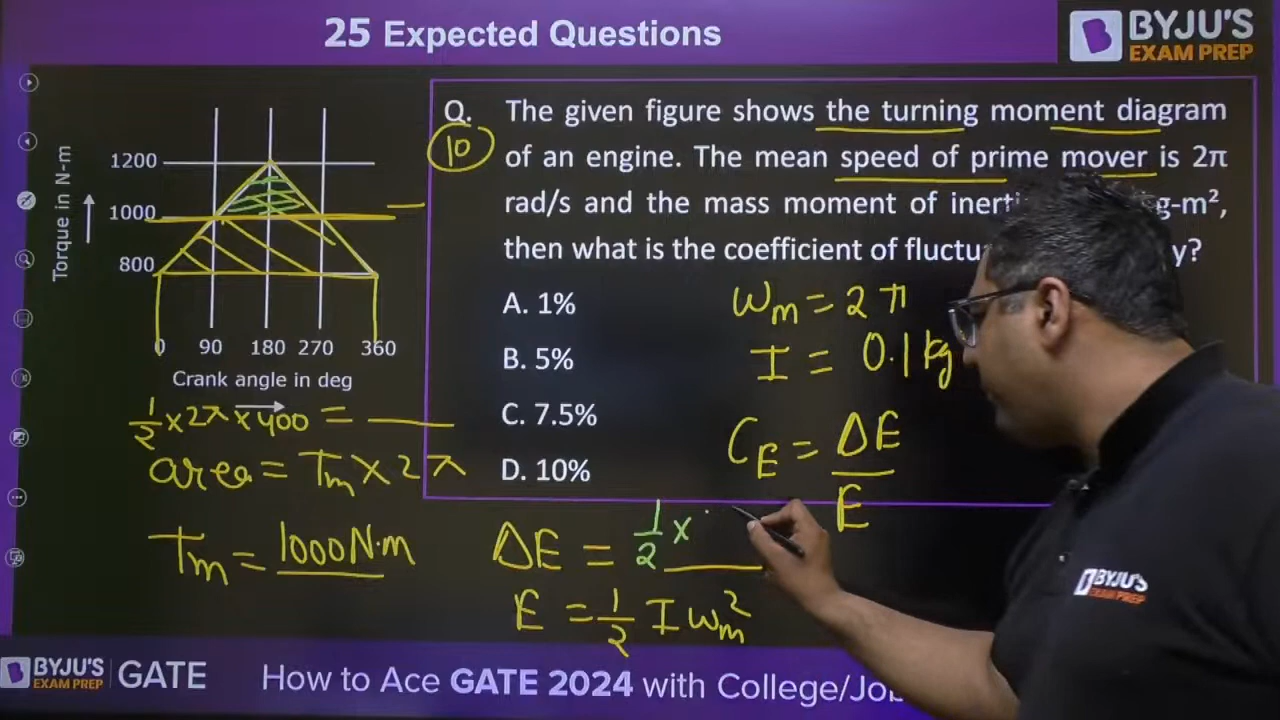 25 Expected Questions
BYJU'S
EXAM PREP
Torque in N-m
1200
1000
800
0 90 180 270 360
Crank angle in deg
Q. The given figure shows the turning moment diagram
10
of an engine. The mean speed of prime mover is 2π
rad/s and the mass moment of g-m²,
then what is the coefficient of y?
A. 1%
B. 5%
C. 7.5%
D. 10%
ωm = 2π
I = 0.1 kg
CE = ΔE/E
1/2 × 2π × 400 =
area = Tm × 2π
Tm = 1000 N·m
ΔE = 1/2 ×
E = 1/2 I ωm²
BYJU'S
EXAM PREP
BYJU'S
EXAM PREP
GATE
How to Ace GATE 2024 with